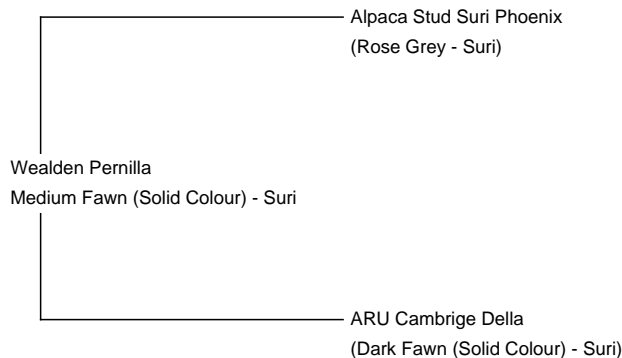 Alpaca Stud Suri Phoenix
(Rose Grey - Suri)
Wealden Pernilla
Medium Fawn (Solid Colour) - Suri
ARU Cambrige Della
(Dark Fawn (Solid Colour) - Suri)